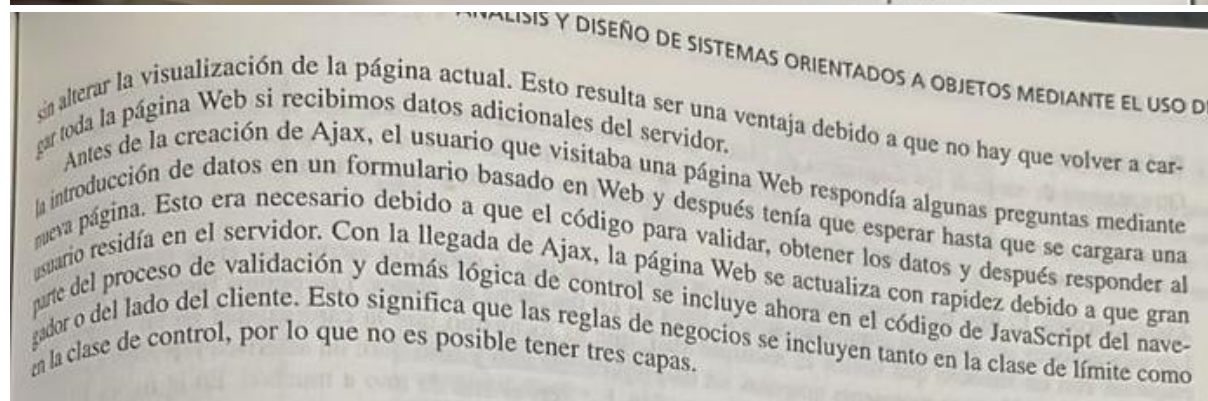 ANÁLISIS Y DISEÑO DE SISTEMAS ORIENTADOS A OBJETOS MEDIANTE EL USO
sin alterar la visualización de la página actual. Esto resulta ser una ventaja debido a que no hay que volver a car-
gar toda la página Web si recibimos datos adicionales del servidor.
Antes de la creación de Ajax, el usuario que visitaba una página Web respondía algunas preguntas mediante
la introducción de datos en un formulario basado en Web y después tenía que esperar hasta que se cargara una
nueva página. Esto era necesario debido a que el código para validar, obtener los datos y después responder al
usuario residía en el servidor. Con la llegada de Ajax, la página Web se actualiza con rapidez debido a que gran
parte del proceso de validación y demás lógica de control se incluye ahora en el código de JavaScript del nave-
gador o del lado del cliente. Esto significa que las reglas de negocios se incluyen tanto en la clase de límite como
en la clase de control, por lo que no es posible tener tres capas.